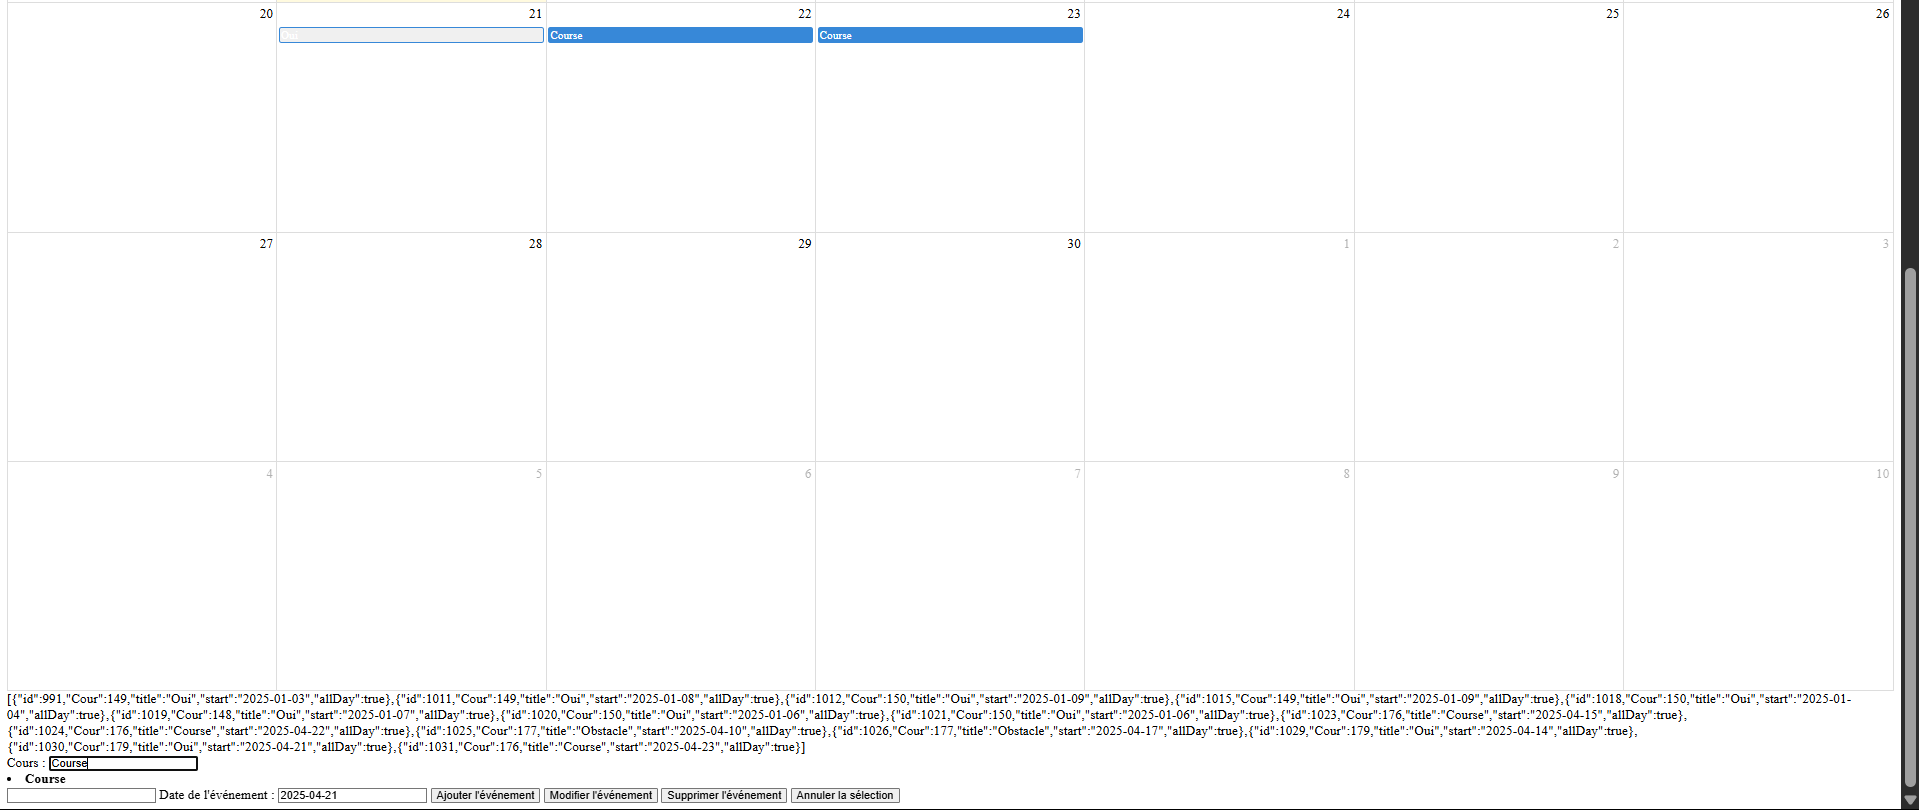 20 21 22 23 24 25 26
Oui Course Course
27 28 29 30 1 2 3
4 5 6 7 8 9 10
[{"id":991,"Cour":149,"title":"Oui","start":"2025-01-03","allDay":true},{"id":1011,"Cour":149,"title":"Oui","start":"2025-01-08","allDay":true},{"id":1012,"Cour":150,"title":"Oui","start":"2025-01-09","allDay":true},{"id":1015,"Cour":149,"title":"Oui","start":"2025-01-09","allDay":true},{"id":1018,"Cour":150,"title":"Oui","start":"2025-01-
04","allDay":true},{"id":1019,"Cour":148,"title":"Oui","start":"2025-01-07","allDay":true},{"id":1020,"Cour":150,"title":"Oui","start":"2025-01-06","allDay":true},{"id":1021,"Cour":150,"title":"Oui","start":"2025-01-06","allDay":true},{"id":1023,"Cour":176,"title":"Course","start":"2025-04-15","allDay":true},
{"id":1024,"Cour":176,"title":"Course","start":"2025-04-22","allDay":true},{"id":1025,"Cour":177,"title":"Obstacle","start":"2025-04-10","allDay":true},{"id":1026,"Cour":177,"title":"Obstacle","start":"2025-04-17","allDay":true},{"id":1029,"Cour":179,"title":"Oui","start":"2025-04-14","allDay":true},
{"id":1030,"Cour":179,"title":"Oui","start":"2025-04-21","allDay":true},{"id":1031,"Cour":176,"title":"Course","start":"2025-04-23","allDay":true}]
Cours : Course
• Course
Date de l'événement : 2025-04-21 Ajouter l'événement Modifier l'événement Supprimer l'événement Annuler la sélection